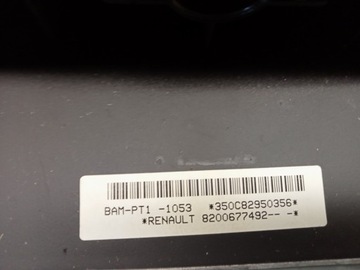 BAM-PT1 -1053 *350C82950356*
*RENAULT 8200677492-- -*